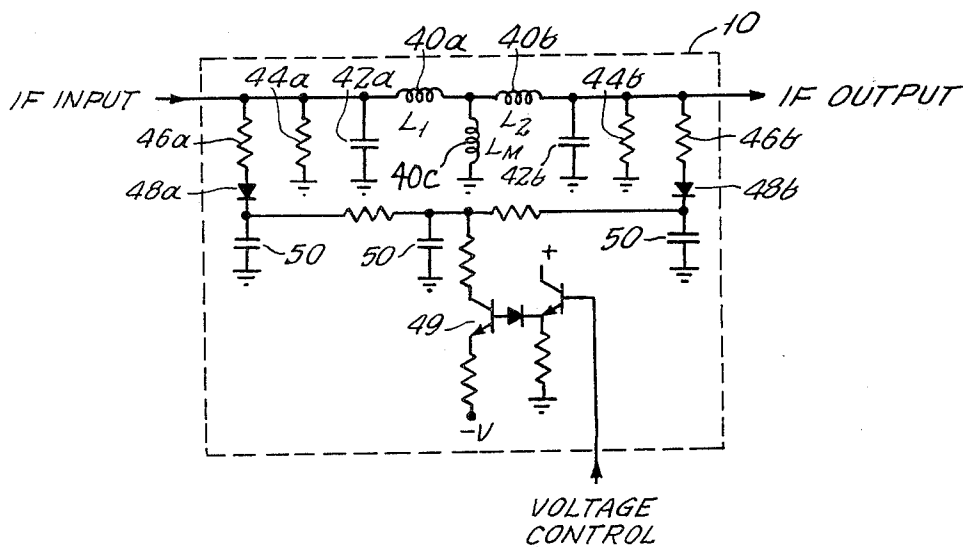 10
40a 40b
44a 42a 44b
IF INPUT IF OUTPUT
46a L1 L2 46b
LM
40c 42b
48a 48b
50 50 50
+
49
-V
VOLTAGE
CONTROL